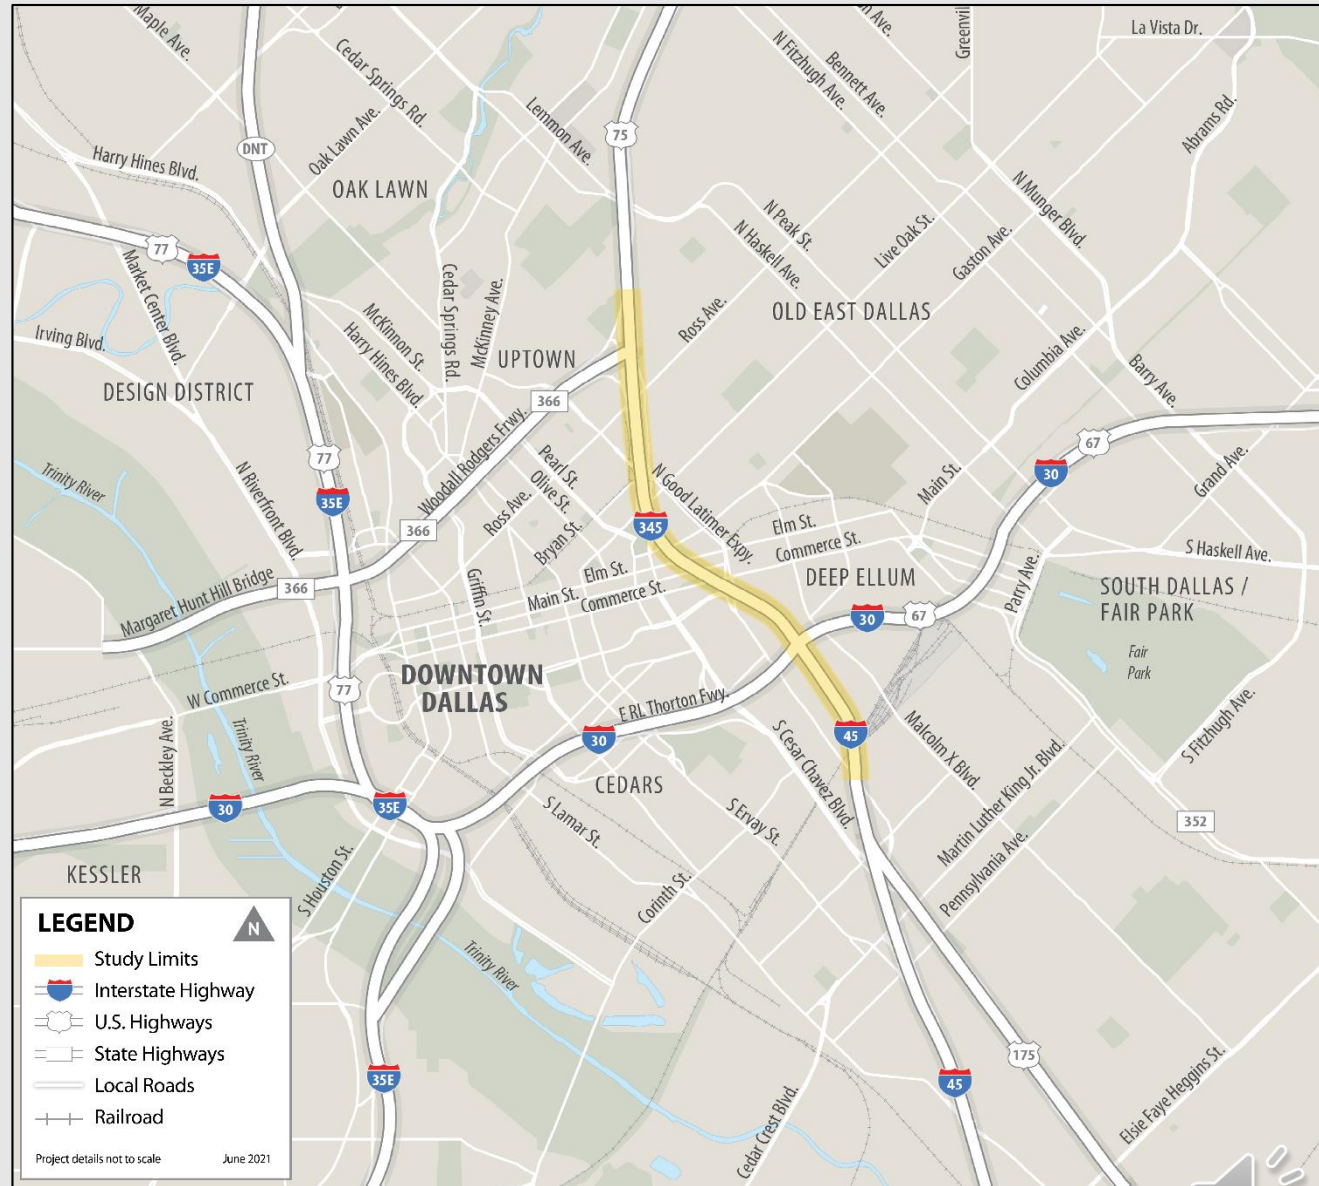 Maple Ave.
Cedar Springs Rd.
Oak Lawn Ave.
Lemmon Ave.
75
DNT
N Fitzhugh Ave.
Bennett Ave.
Greenvil
La Vista Dr.
Abrams Rd.
Harry Hines Blvd.
OAK LAWN
N Munger Blvd.
N Peak St.
N Haskell Ave.
Live Oak St.
Gaston Ave.
77
35E
Market Center Blvd.
Cedar Springs Rd.
McKinney Ave.
Irving Blvd.
McKinnon St.
Harry Hines Blvd.
UPTOWN
Ross Ave.
OLD EAST DALLAS
Columbia Ave.
Barry Ave.
DESIGN DISTRICT
366
Woodall Rodgers Frwy.
77
35E
Trinity River
N Riverfront Blvd.
Pearl St.
Olive St.
Ross Ave.
Bryan St.
N Good Latimer Expy.
345
Main St.
67
30
Grand Ave.
366
Elm St.
Commerce St.
S Haskell Ave.
Margaret Hunt Hill Bridge
366
Griffin St.
Elm St.
Main St.
Commerce St.
DEEP ELLUM
30
67
Parry Ave.
SOUTH DALLAS /
FAIR PARK
Fair
Park
W Commerce St.
77
DOWNTOWN
DALLAS
E RL Thorton Fwy.
30
45
S Cesar Chavez Blvd.
Malcolm X Blvd.
S Fitzhugh Ave.
N Beckley Ave.
Trinity River
30
35E
CEDARS
S Lamar St.
S Ervay St.
Martin Luther King Jr. Blvd.
Pennsylvania Ave.
352
KESSLER
S Houston St.
Corinth St.
Trinity River
175
45
35E
Cedar Crest Blvd.
Elsie Faye Heggins St.
LEGEND
N
Study Limits
Interstate Highway
U.S. Highways
State Highways
Local Roads
Railroad
Project details not to scale
June 2021